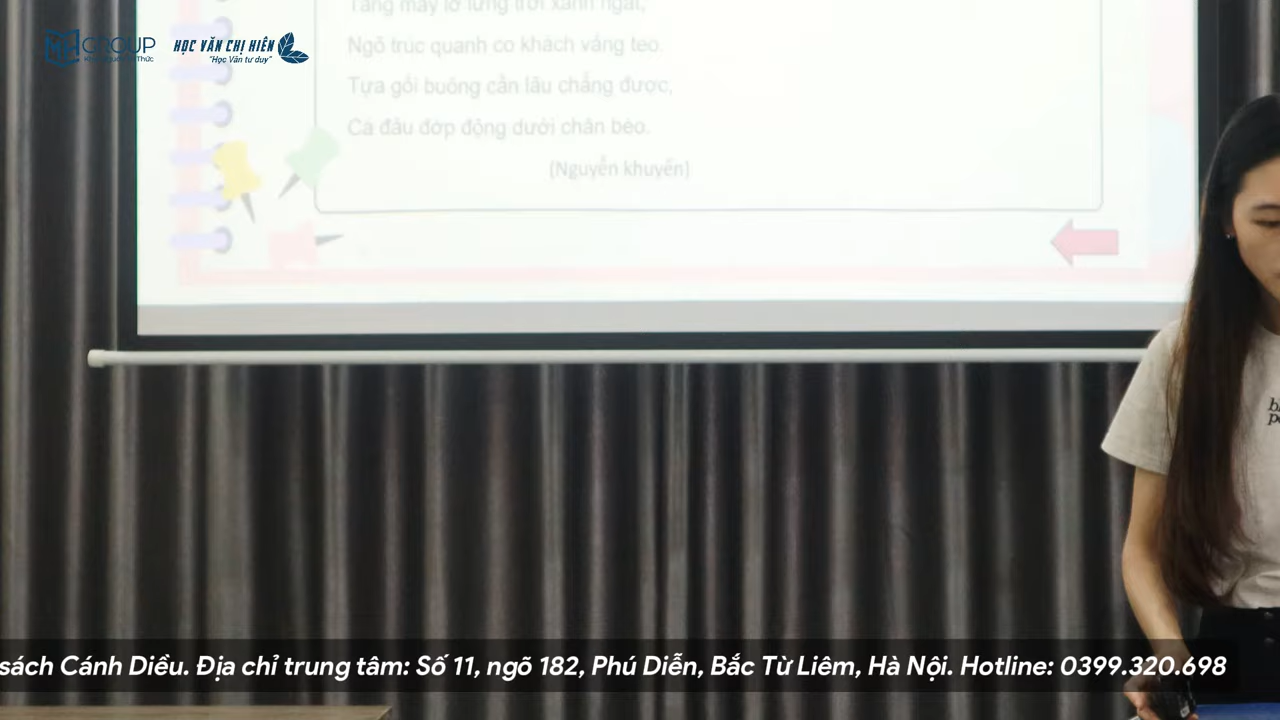 Tầng mây lơ lửng trời xanh ngắt,
GROUP
HỌC VĂN CHỊ HIÊN
"Học Văn tư duy"
Ngõ trúc quanh co khách vắng teo.
Tựa gối buông cần lâu chẳng được,
Cá đâu đớp động dưới chân bèo.
(Nguyễn khuyến)
sách Cánh Diều. Địa chỉ trung tâm: Số 11, ngõ 182, Phú Diễn, Bắc Từ Liêm, Hà Nội. Hotline: 0399.320.698